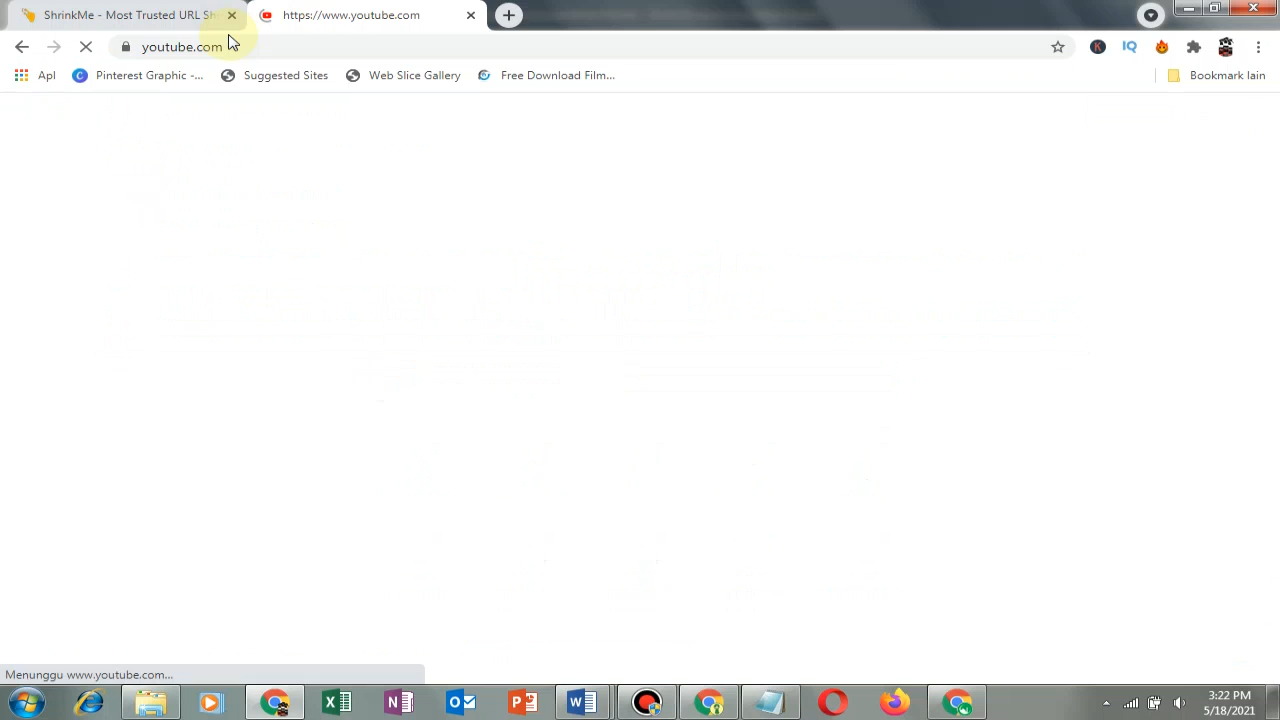 ShrinkMe - Most Trusted URL Sh
https://www.youtube.com
youtube.com
Apl
Pinterest Graphic -...
Suggested Sites
Web Slice Gallery
Free Download Film...
Bookmark lain
Menunggu www.youtube.com...
3:22 PM
5/18/2021